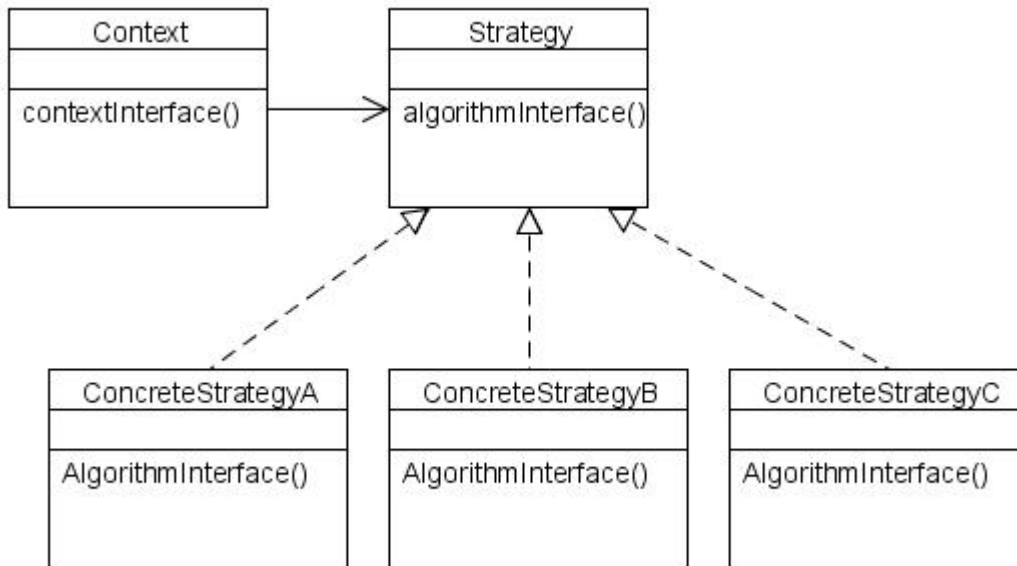 Context
contextInterface()
Strategy
algorithmInterface()
ConcreteStrategyA
AlgorithmInterface()
ConcreteStrategyB
AlgorithmInterface()
ConcreteStrategyC
AlgorithmInterface()